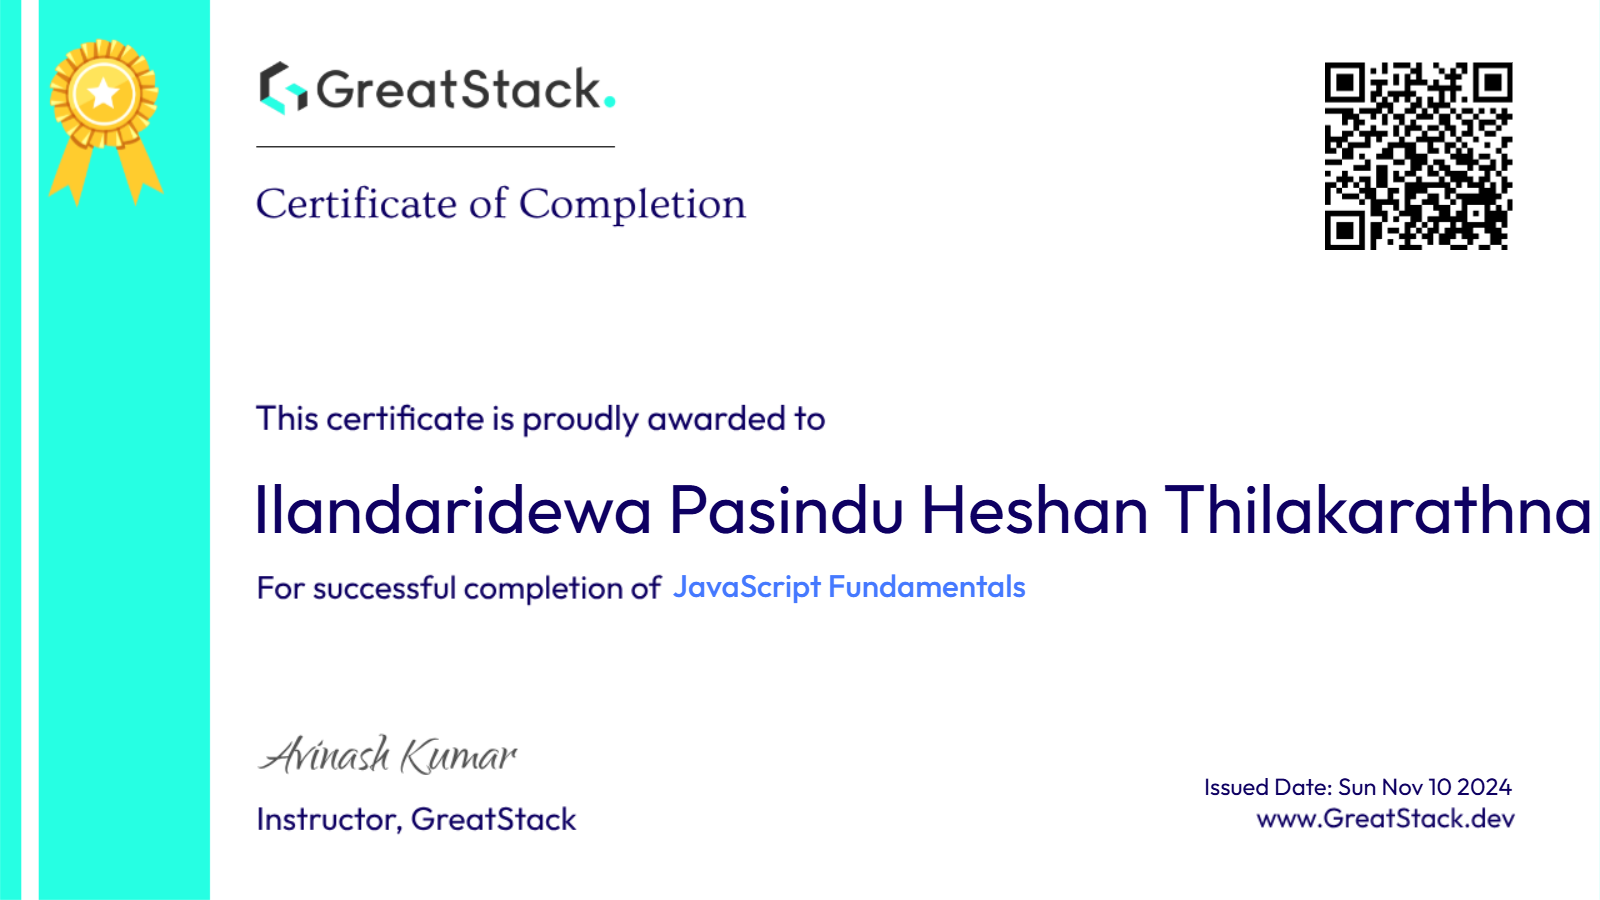 GreatStack.
Certificate of Completion
This certificate is proudly awarded to
Ilandaridewa Pasindu Heshan Thilakarathna
For successful completion of JavaScript Fundamentals
Avinash Kumar
Instructor, GreatStack
Issued Date: Sun Nov 10 2024
www.GreatStack.dev